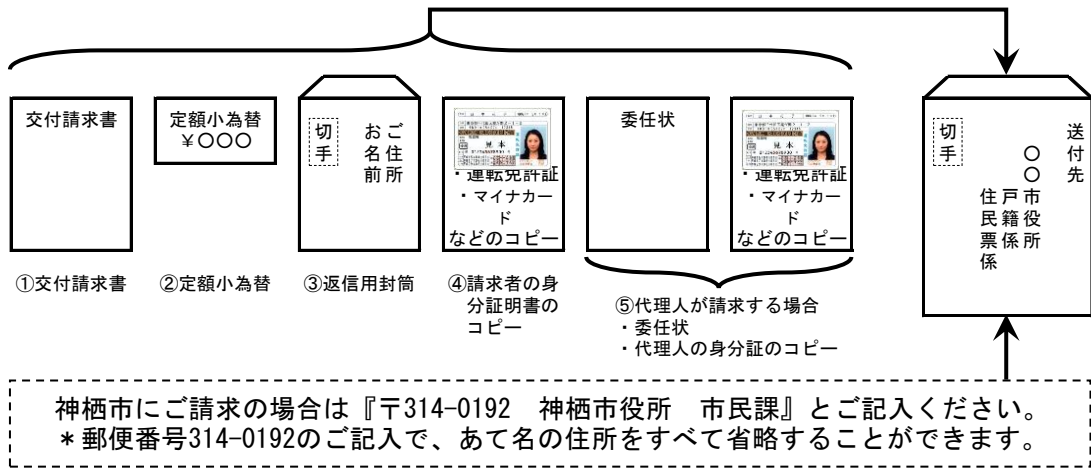 交付請求書
定額小為替
￥〇〇〇
切手
ご住所
お名前
見本
・運転免許証
・マイナカー
ド
などのコピー
委任状
見本
・運転免許証
・マイナカー
ド
などのコピー
切手
送付先
〇〇市役所
戸籍係
住民票係
①交付請求書
②定額小為替
③返信用封筒
④請求者の身
分証明書の
コピー
⑤代理人が請求する場合
・委任状
・代理人の身分証のコピー
神栖市にご請求の場合は『〒314-0192　神栖市役所　市民課』とご記入ください。
＊郵便番号314-0192のご記入で、あて名の住所をすべて省略することができます。